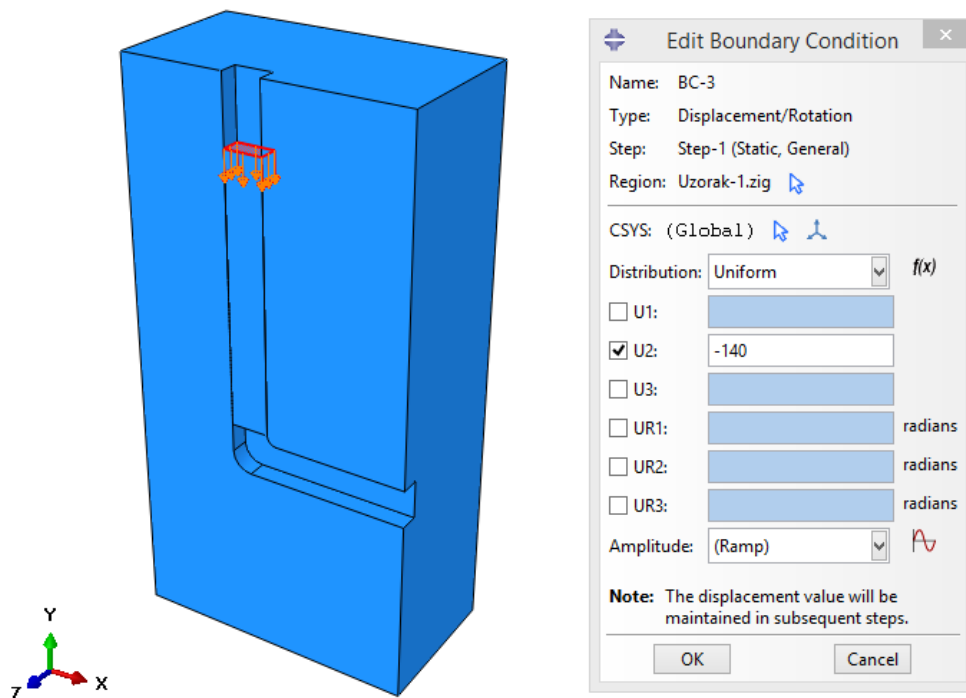 Y
X
Z
Edit Boundary Condition
Name: BC-3
Type: Displacement/Rotation
Step: Step-1 (Static, General)
Region: Uzorak-1.zig
CSYS: (Global)
Distribution: Uniform f(x)
U1:
U2: -140
U3:
UR1: radians
UR2: radians
UR3: radians
Amplitude: (Ramp)
Note: The displacement value will be
maintained in subsequent steps.
OK Cancel